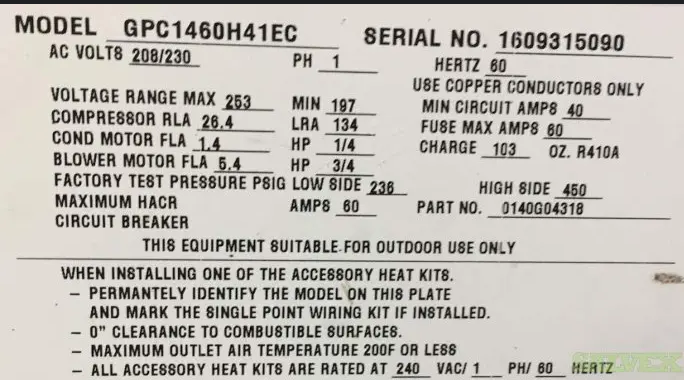 MODEL GPC1460H41EC SERIAL NO. 1609315090
AC VOLTS 208/230 PH 1 HERTZ 60
USE COPPER CONDUCTORS ONLY
VOLTAGE RANGE MAX 253 MIN 197 MIN CIRCUIT AMPS 40
COMPRESSOR RLA 26.4 LRA 134 FUSE MAX AMPS 60
COND MOTOR FLA 1.4 HP 1/4 CHARGE 103 OZ. R410A
BLOWER MOTOR FLA 5.4 HP 3/4
FACTORY TEST PRESSURE PSIG LOW SIDE 236 HIGH SIDE 450
MAXIMUM HACR AMPS 60 PART NO. 0140G04318
CIRCUIT BREAKER
THIS EQUIPMENT SUITABLE FOR OUTDOOR USE ONLY
WHEN INSTALLING ONE OF THE ACCESSORY HEAT KITS.
– PERMANTELY IDENTIFY THE MODEL ON THIS PLATE
AND MARK THE SINGLE POINT WIRING KIT IF INSTALLED.
– 0" CLEARANCE TO COMBUSTIBLE SURFACES.
– MAXIMUM OUTLET AIR TEMPERATURE 200F OR LESS
– ALL ACCESSORY HEAT KITS ARE RATED AT 240 VAC/ 1 PH/ 60 HERTZ